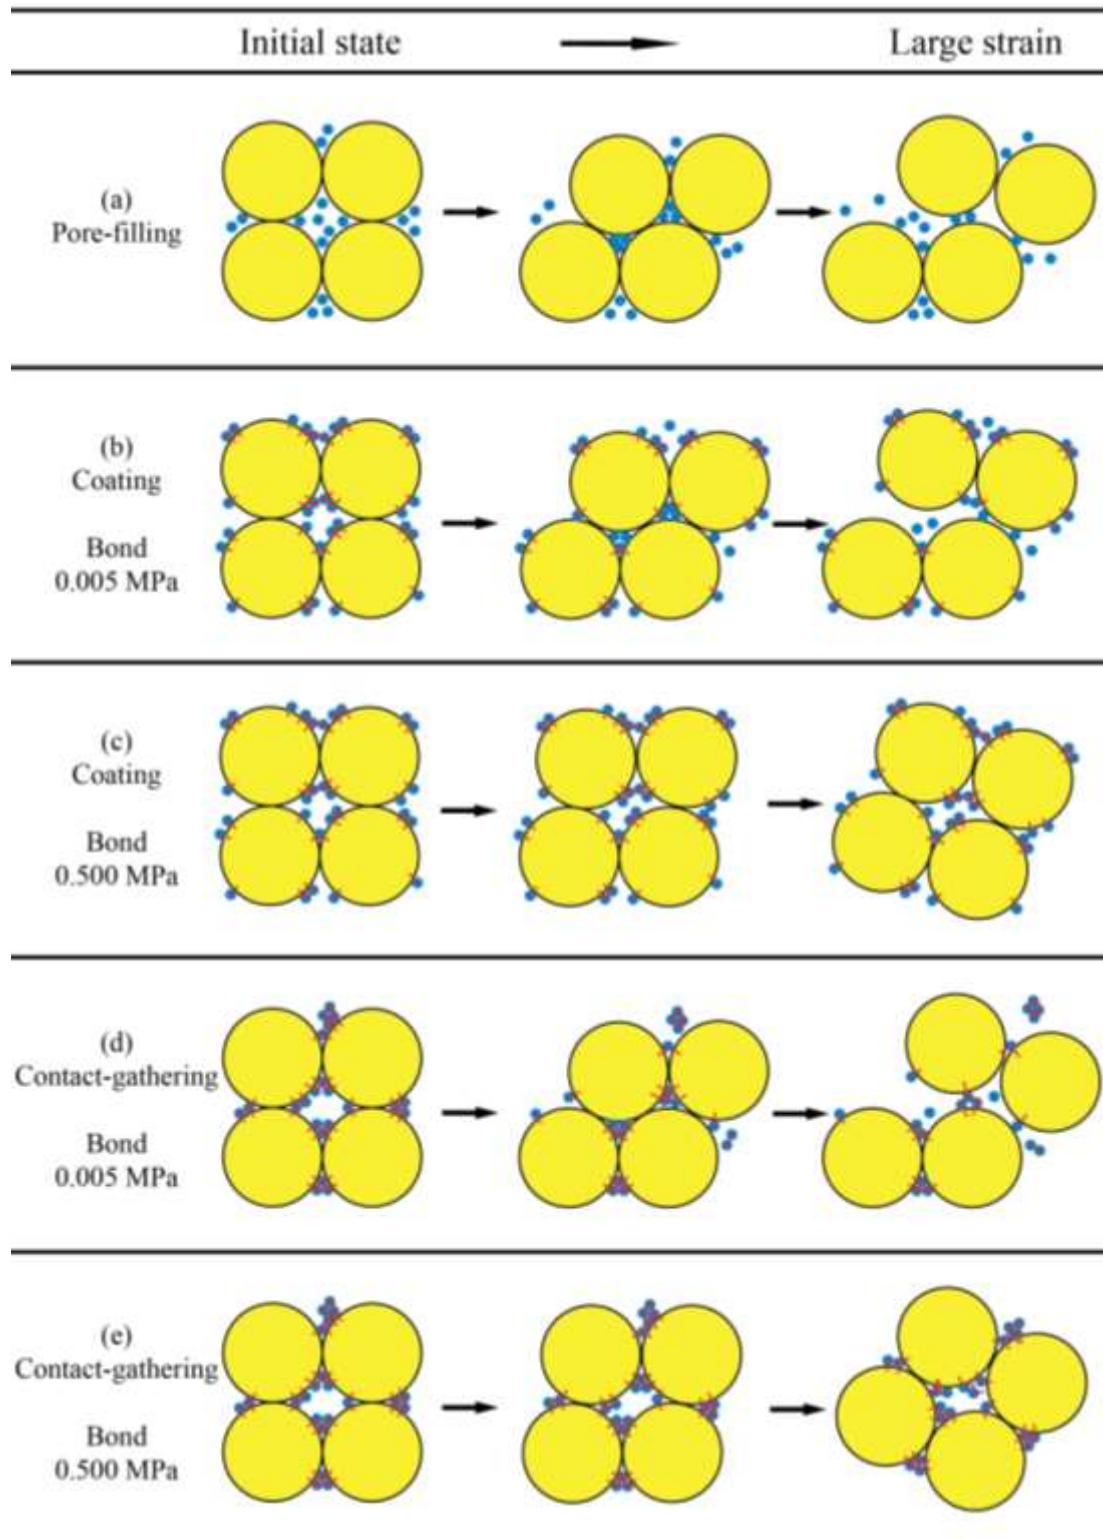 Initial state
Large strain
(a)
Pore-filling
(b)
Coating
Bond
0.005 MPa
(c)
Coating
Bond
0.500 MPa
(d)
Contact-gathering
Bond
0.005 MPa
(e)
Contact-gathering
Bond
0.500 MPa